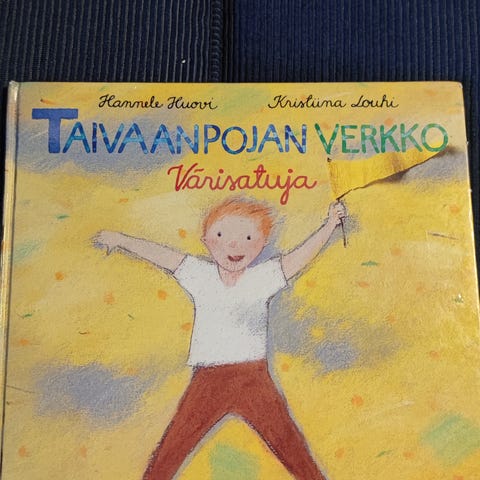 Hannele Huovi Kristiina Louhi
TAIVAANPOJAN VERKKO
Värisatuja